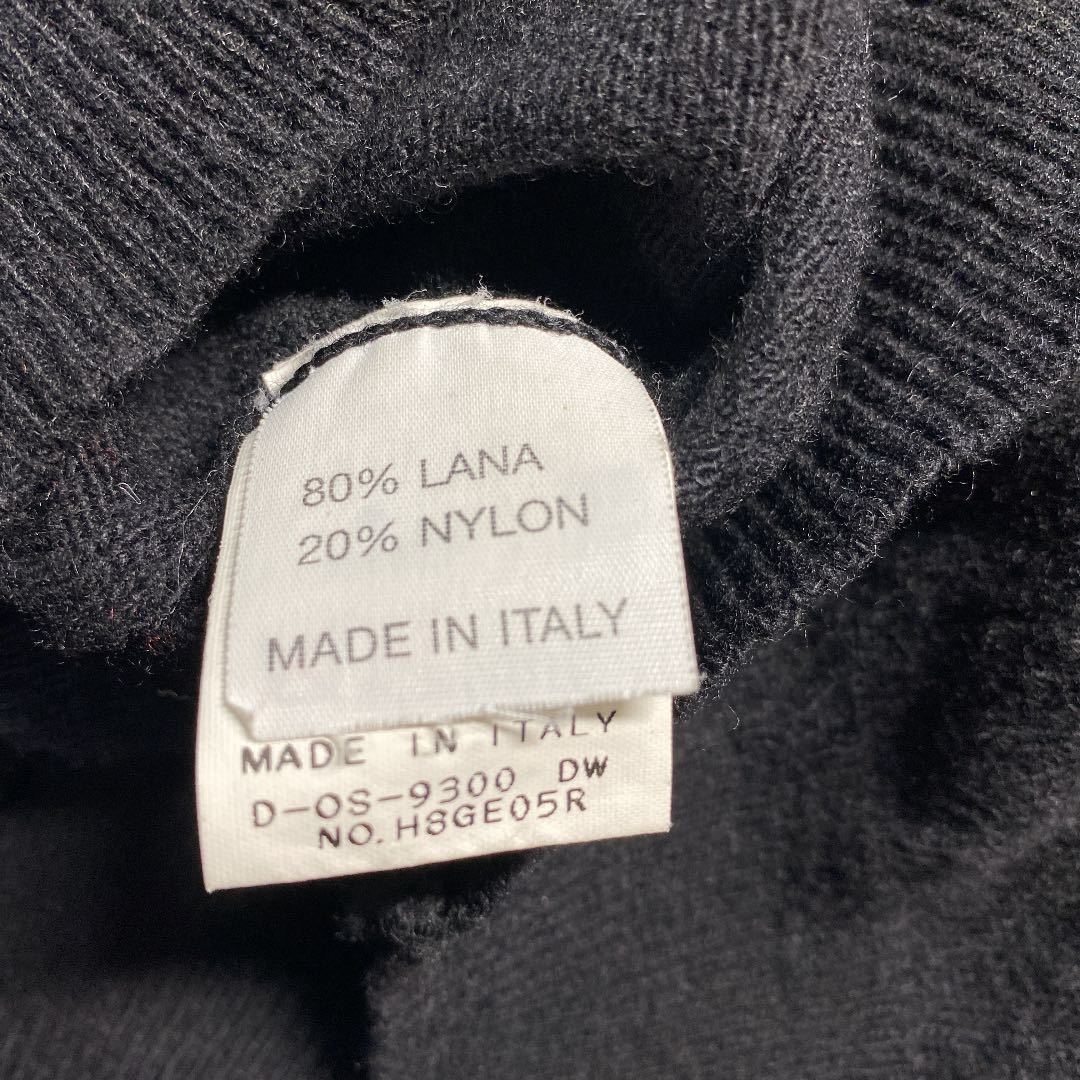 80% LANA
20% NYLON
MADE IN ITALY
MADE IN ITALY
D-OS-9300 DW
NO.H8GE05R